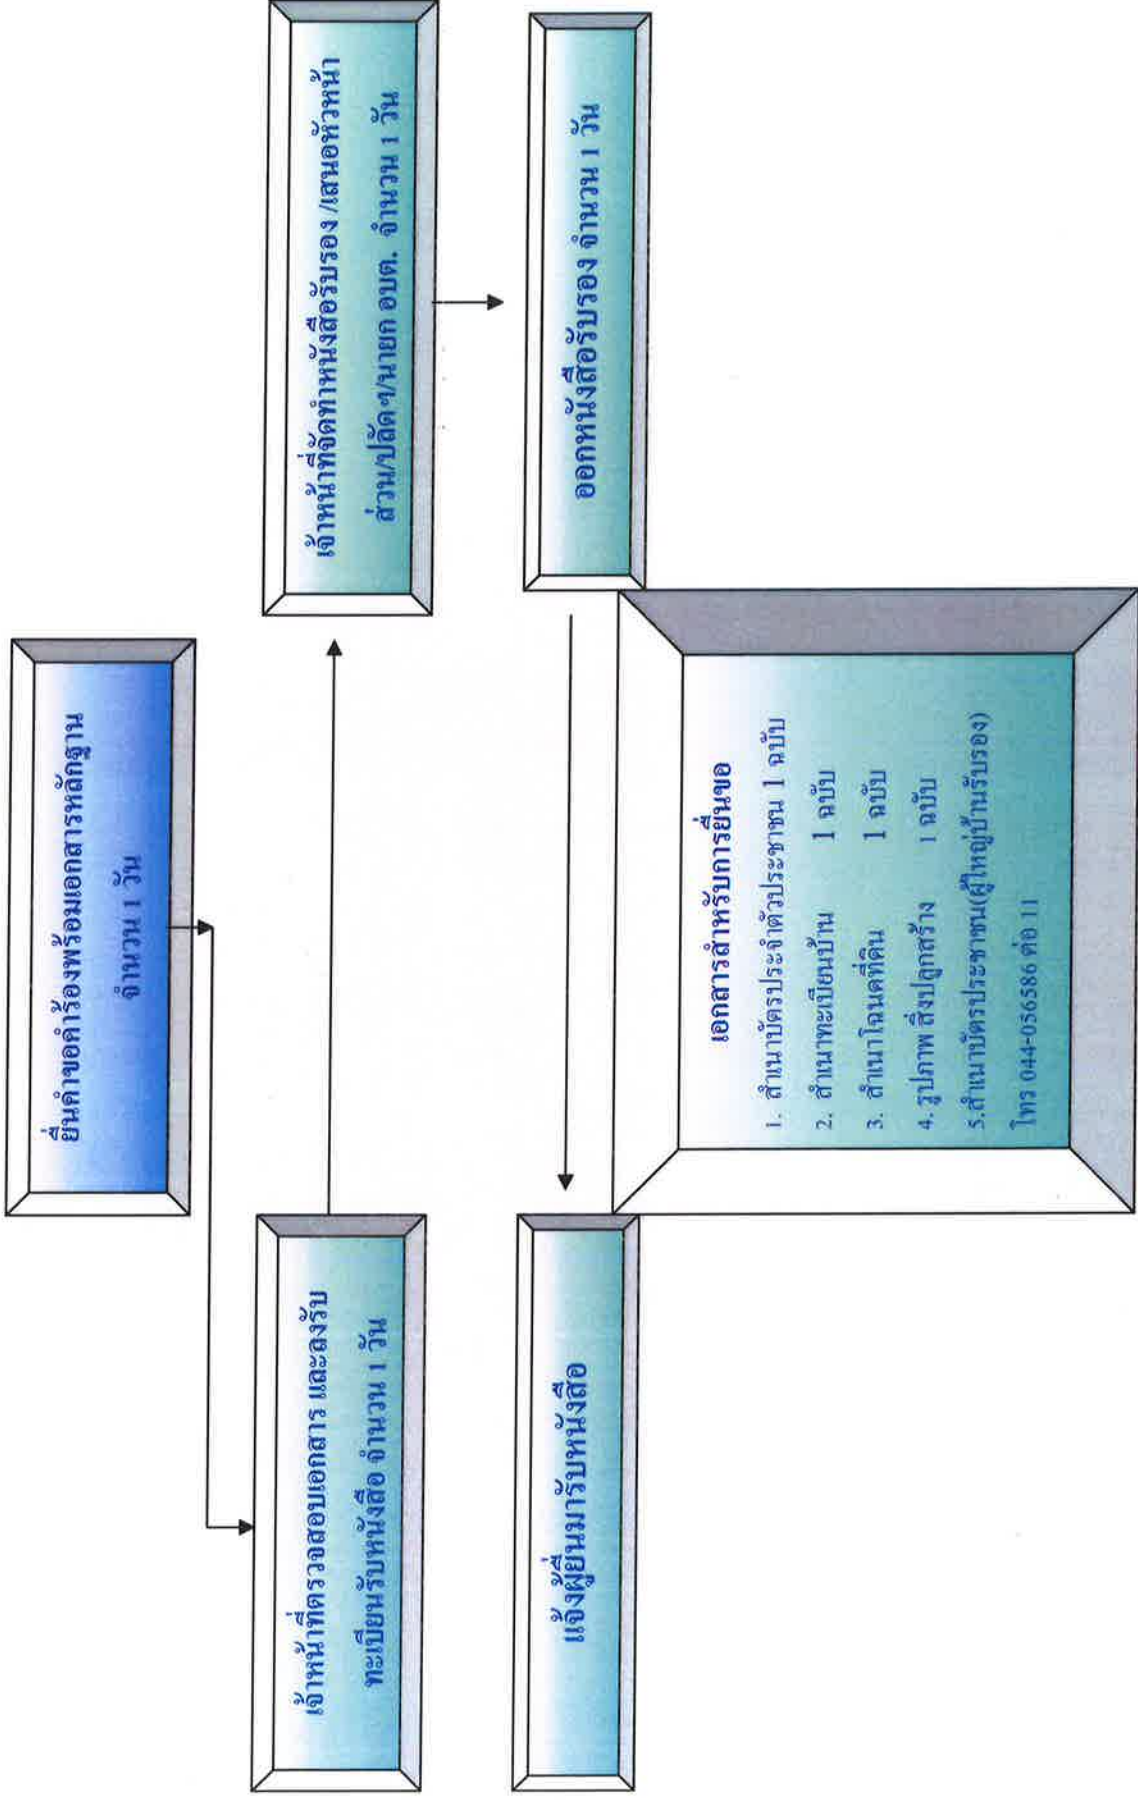 ยื่นคำขอคำร้องพร้อมเอกสารหลักฐาน
จำนวน 1 วัน
เจ้าหน้าที่ตรวจสอบเอกสาร และลงรับ
ทะเบียนรับหนังสือ จำนวน 1 วัน
เจ้าหน้าที่จัดทำหนังสือรับรอง /เสนอหัวหน้า
ส่วน/ปลัดฯ/นายก อบต. จำนวน 1 วัน
ออกหนังสือรับรอง จำนวน 1 วัน
แจ้งผู้ยื่นมารับหนังสือ
เอกสารสำหรับการยื่นขอ
1. สำเนาบัตรประจำตัวประชาชน 1 ฉบับ
2. สำเนาทะเบียนบ้าน 1 ฉบับ
3. สำเนาโฉนดที่ดิน 1 ฉบับ
4. รูปภาพ สิ่งปลูกสร้าง 1 ฉบับ
5.สำเนาบัตรประชาชน(ผู้ใหญ่บ้านรับรอง)
โทร 044-056586 ต่อ 11